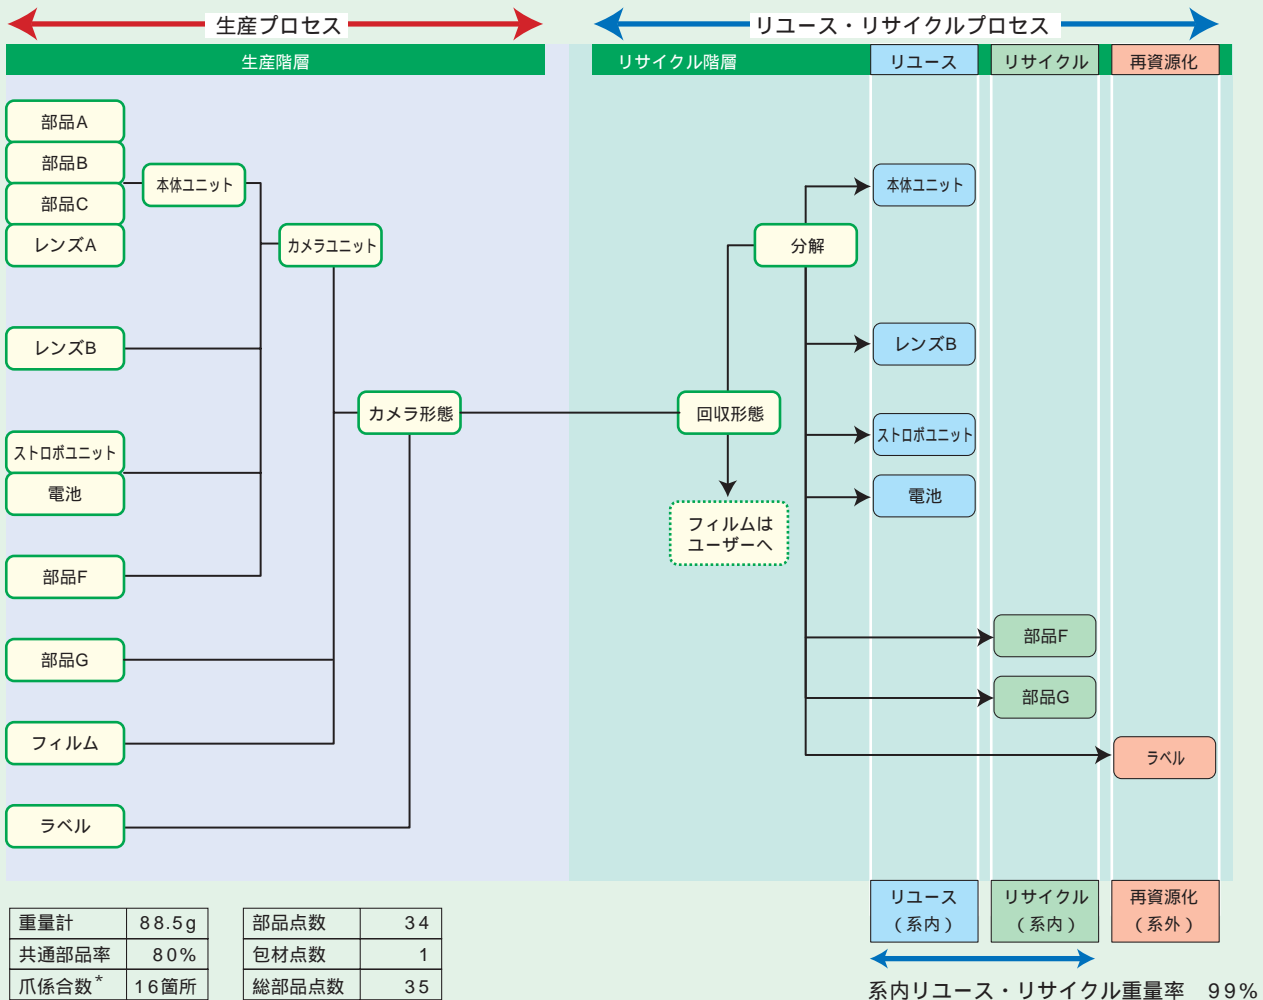 生産プロセス
リユース・リサイクルプロセス
生産階層
リサイクル階層
リユース
リサイクル
再資源化
部品A
部品B
部品C
レンズA
本体ユニット
カメラユニット
レンズB
ストロボユニット
電池
部品F
部品G
フィルム
ラベル
カメラ形態
回収形態
フィルムは
ユーザーへ
分解
本体ユニット
レンズB
ストロボユニット
電池
部品F
部品G
ラベル
リユース
(系内)
リサイクル
(系内)
再資源化
(系外)
系内リユース・リサイクル重量率 99%
重量計 88.5g
共通部品率 80%
爪係合数* 16箇所
部品点数 34
包材点数 1
総部品点数 35